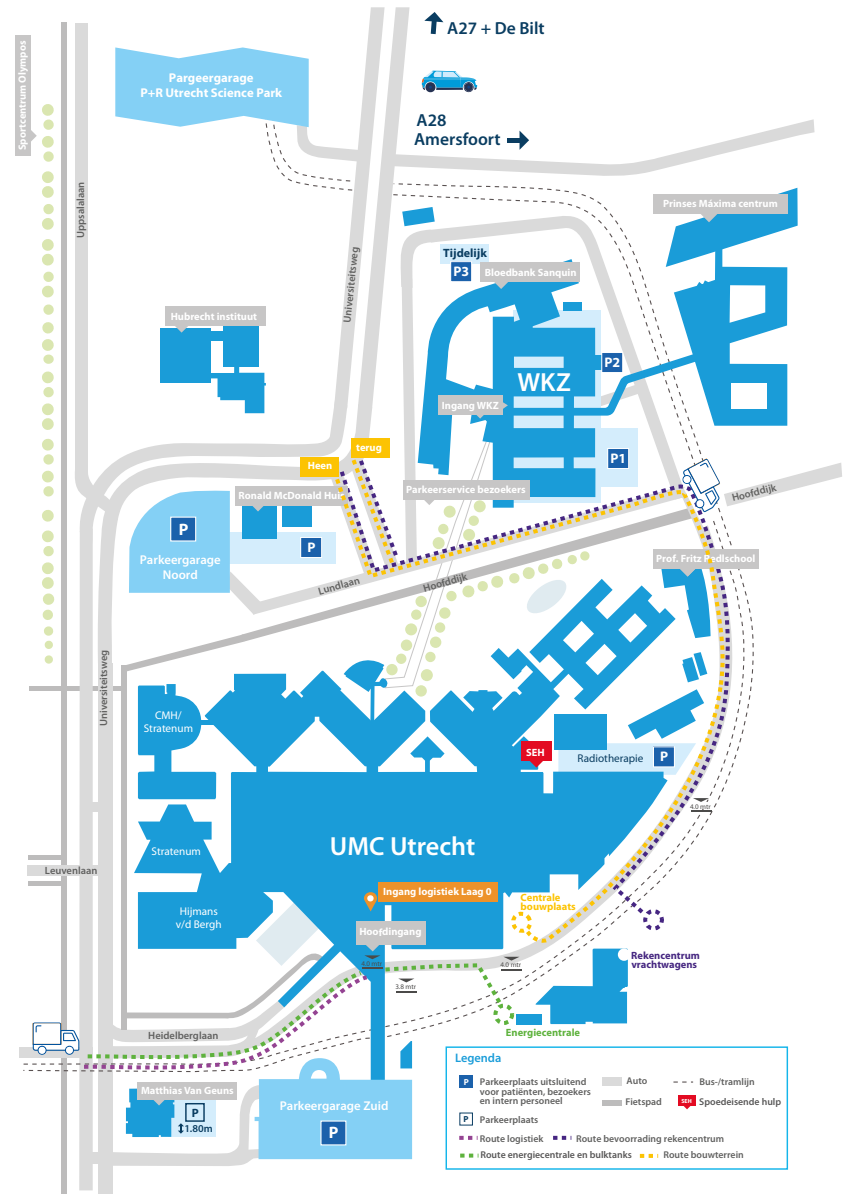 A27 + De Bilt
Pargeergarage
P+R Utrecht Science Park
A28
Amersfoort
Sportcentrum Olympos
Uppsalalaan
Universiteitsweg
Prinses Máxima centrum
Tijdelijk
P3
Bloedbank Sanquin
Hubrecht instituut
P2
WKZ
Ingang WKZ
terug
Heen
P1
Parkeerservice bezoekers
Hoofddijk
Ronald McDonald Hui
P
P
Parkeergarage
Noord
Lundlaan
Hoofddijk
Prof. Fritz Redlschool
Universiteitsweg
CMH/
Stratenum
SEH
Radiotherapie
P
4.0 mtr
UMC Utrecht
Stratenum
Leuvenlaan
Ingang logistiek Laag 0
Centrale
bouwplaats
Hijmans
v/d Bergh
Hoofdingang
4.0 mtr
4.0 mtr
3.8 mtr
Rekencentrum
vrachtwagens
Heidelberglaan
Energiecentrale
Matthias Van Geuns
P
1.80m
Parkeergarage Zuid
P
Legenda
P
Parkeerplaats uitsluitend
voor patiënten, bezoekers
en intern personeel
Auto
Bus-/tramlijn
Fietspad
SEH
Spoedeisende hulp
P
Parkeerplaats
Route logistiek
Route bevoorrading rekencentrum
Route energiecentrale en bulktanks
Route bouwterrein